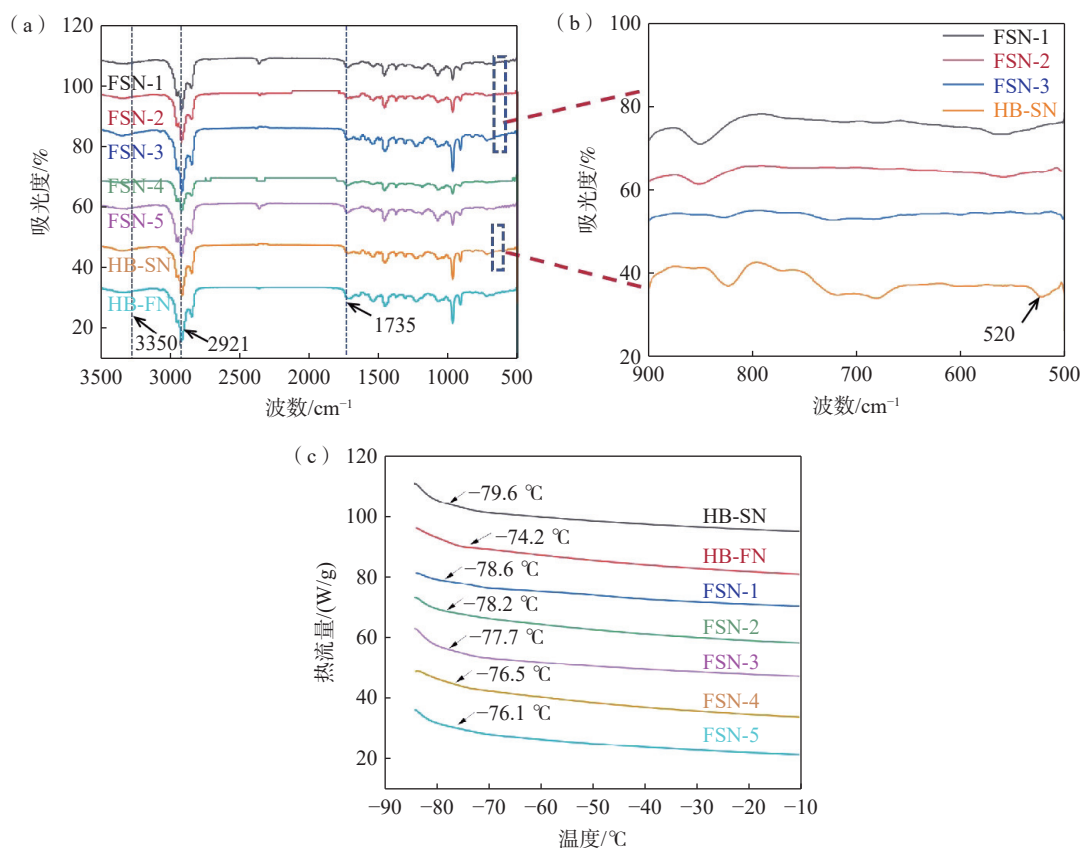 （a）
120
100
80
60
40
20
吸光度/%
FSN-1
FSN-2
FSN-3
FSN-4
FSN-5
HB-SN
HB-FN
3350
2921
1735
3500
3000
2500
2000
1500
1000
500
波数/cm⁻¹
（b）
100
80
60
40
20
吸光度/%
FSN-1
FSN-2
FSN-3
HB-SN
520
900
800
700
600
500
波数/cm⁻¹
（c）
120
100
80
60
40
20
热流量/(W/g)
−79.6 ℃
HB-SN
−74.2 ℃
HB-FN
−78.6 ℃
FSN-1
−78.2 ℃
FSN-2
−77.7 ℃
FSN-3
−76.5 ℃
FSN-4
−76.1 ℃
FSN-5
−90
−80
−70
−60
−50
−40
−30
−20
−10
温度/℃